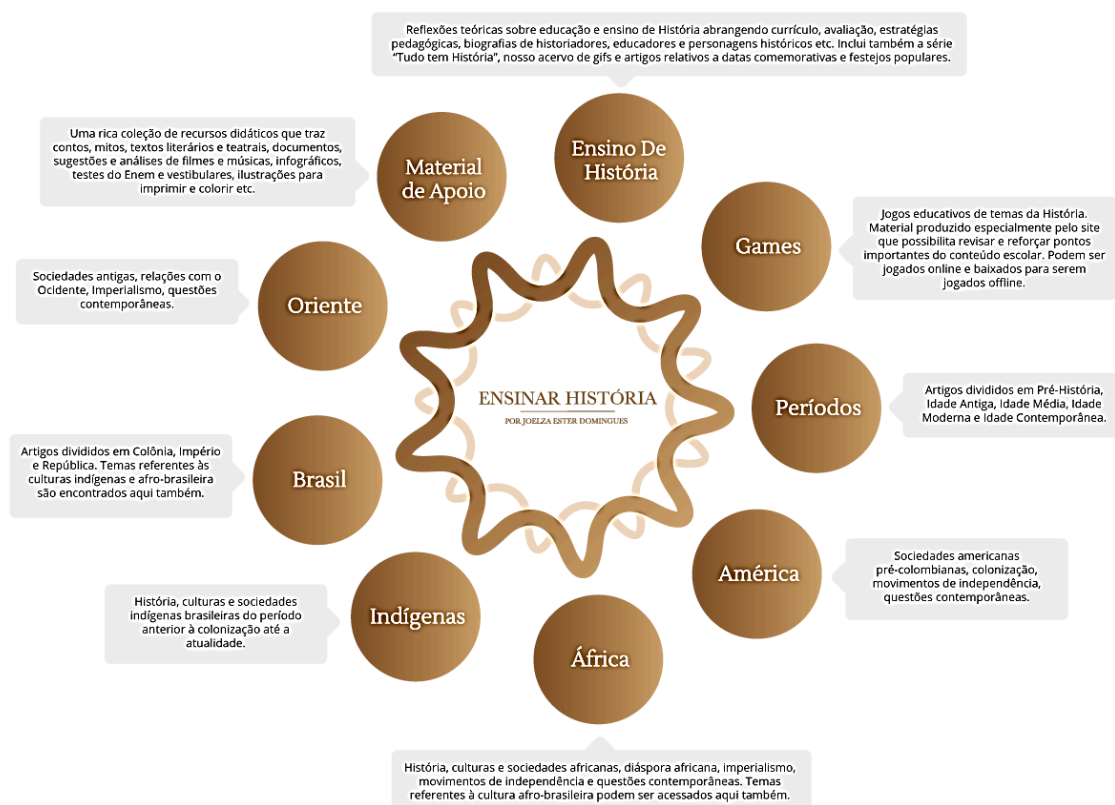 Reflexões teóricas sobre educação e ensino de História abrangendo currículo, avaliação, estratégias
pedagógicas, biografias de historiadores, educadores e personagens históricos etc. Inclui também a série
“Tudo tem História”, nosso acervo de gifs e artigos relativos a datas comemorativas e festejos populares.
Ensino De
História
Uma rica coleção de recursos didáticos que traz
contos, mitos, textos literários e teatrais, documentos,
sugestões e análises de filmes e músicas, infográficos,
testes do Enem e vestibulares, ilustrações para
imprimir e colorir etc.
Material
de Apoio
Games
Jogos educativos de temas da História.
Material produzido especialmente pelo site
que possibilita revisar e reforçar pontos
importantes do conteúdo escolar. Podem ser
jogados online e baixados para serem
jogados offline.
Sociedades antigas, relações com o
Ocidente, Imperialismo, questões
contemporâneas.
Oriente
ENSINAR HISTÓRIA
POR JOELZA ESTER DOMINGUES
Períodos
Artigos divididos em Pré-História,
Idade Antiga, Idade Média, Idade
Moderna e Idade Contemporânea.
Artigos divididos em Colônia, Império
e República. Temas referentes às
culturas indígenas e afro-brasileira
são encontrados aqui também.
Brasil
América
Sociedades americanas
pré-colombianas, colonização,
movimentos de independência,
questões contemporâneas.
História, culturas e sociedades
indígenas brasileiras do período
anterior à colonização até a
atualidade.
Indígenas
África
História, culturas e sociedades africanas, diáspora africana, imperialismo,
movimentos de independência e questões contemporâneas. Temas
referentes à cultura afro-brasileira podem ser acessados aqui também.